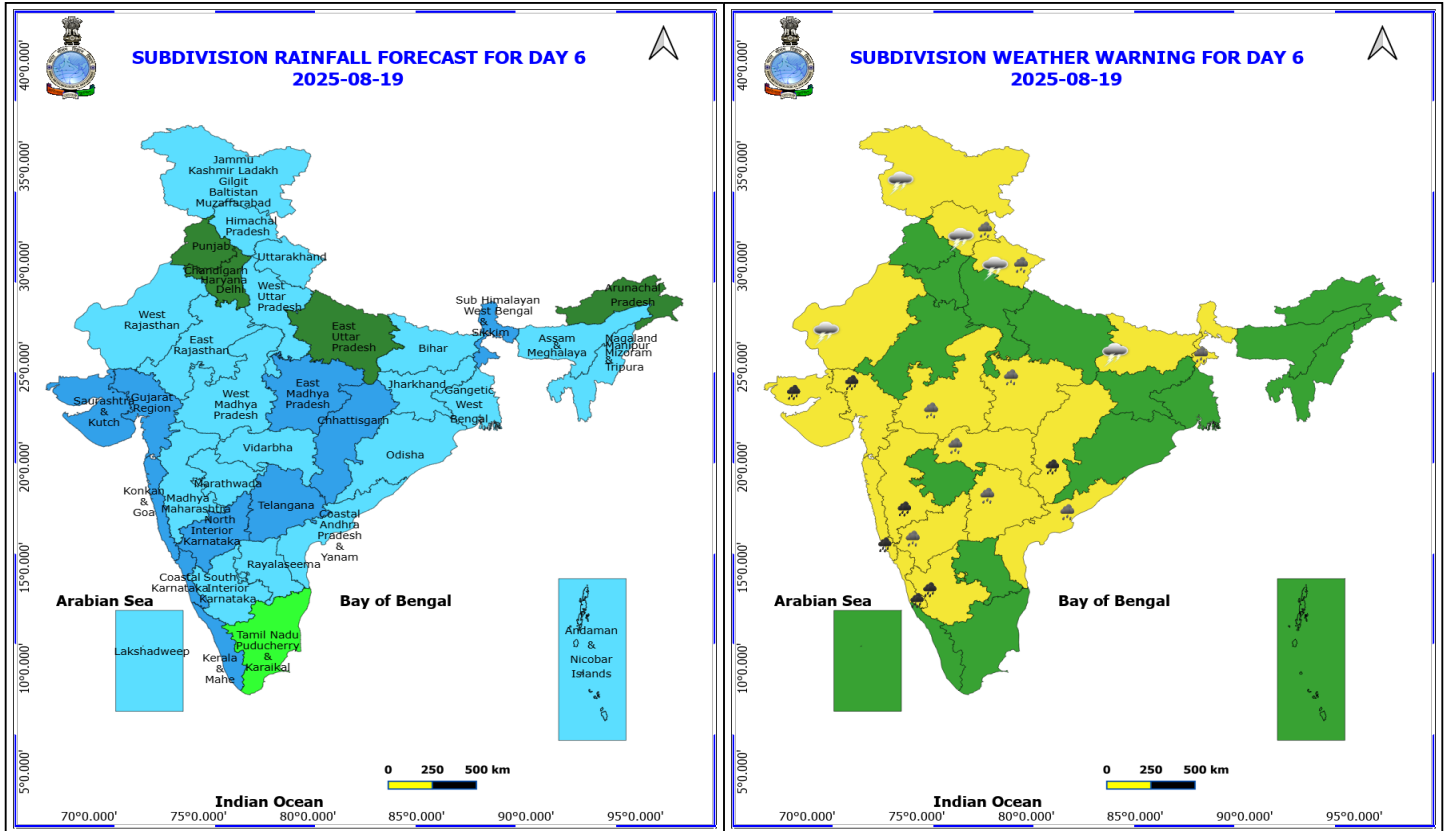 SUBDIVISION RAINFALL FORECAST FOR DAY 6
2025-08-19
40°0.000'
35°0.000'
30°0.000'
25°0.000'
20°0.000'
15°0.000'
10°0.000'
5°0.000'
Jammu
Kashmir Ladakh
Gilgit
Baltistan
Muzaffarabad
Himachal
Pradesh
Punjab
Uttarakhand
Chandigarh
Haryana
Delhi
West
Uttar
Pradesh
West
Rajasthan
East
Rajasthan
East
Uttar
Pradesh
Bihar
Sub Himalayan
West Bengal
&
Sikkim
Arunachal
Pradesh
Assam
&
Meghalaya
Nagaland
Manipur
Mizoram
&
Tripura
Jharkhand
Gangetic
West
Bengal
Saurashtra
&
Kutch
Gujarat
Region
West
Madhya
Pradesh
East
Madhya
Pradesh
Chhattisgarh
Vidarbha
Odisha
Marathwada
Konkan
&
Goa
Madhya
Maharashtra
Telangana
North
Interior
Karnataka
Coastal
Andhra
Pradesh
&
Yanam
Rayalaseema
Coastal
Karnataka
South
Interior
Karnataka
Arabian Sea
Bay of Bengal
Lakshadweep
Kerala
&
Mahe
Tamil Nadu
Puducherry
&
Karaikal
Andaman
&
Nicobar
Islands
0 250 500 km
Indian Ocean
70°0.000' 75°0.000' 80°0.000' 85°0.000' 90°0.000' 95°0.000'
SUBDIVISION WEATHER WARNING FOR DAY 6
2025-08-19
40°0.000'
35°0.000'
30°0.000'
25°0.000'
20°0.000'
15°0.000'
10°0.000'
5°0.000'
Arabian Sea
Bay of Bengal
0 250 500 km
Indian Ocean
70°0.000' 75°0.000' 80°0.000' 85°0.000' 90°0.000' 95°0.000'